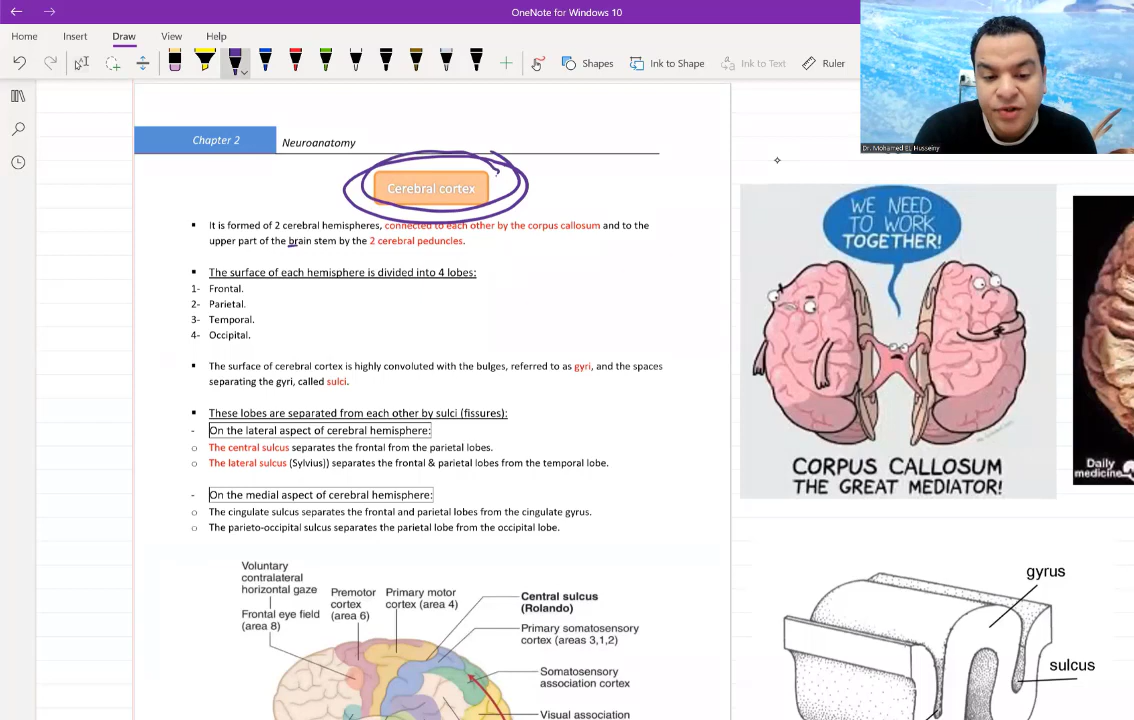 OneNote for Windows 10
Home Insert Draw View Help
Shapes Ink to Shape Ink to Text Ruler
Dr. Mohamed EL Husseiny
Chapter 2 Neuroanatomy
Cerebral cortex
▪ It is formed of 2 cerebral hemispheres, connected to each other by the corpus callosum and to the
upper part of the brain stem by the 2 cerebral peduncles.
▪ The surface of each hemisphere is divided into 4 lobes:
1- Frontal.
2- Parietal.
3- Temporal.
4- Occipital.
▪ The surface of cerebral cortex is highly convoluted with the bulges, referred to as gyri, and the spaces
separating the gyri, called sulci.
▪ These lobes are separated from each other by sulci (fissures):
- On the lateral aspect of cerebral hemisphere:
o The central sulcus separates the frontal from the parietal lobes.
o The lateral sulcus (Sylvius)) separates the frontal & parietal lobes from the temporal lobe.
- On the medial aspect of cerebral hemisphere:
o The cingulate sulcus separates the frontal and parietal lobes from the cingulate gyrus.
o The parieto-occipital sulcus separates the parietal lobe from the occipital lobe.
Voluntary
contralateral
horizontal gaze
Frontal eye field
(area 8)
Premotor
cortex
(area 6)
Primary motor
cortex (area 4)
Central sulcus
(Rolando)
Primary somatosensory
cortex (areas 3,1,2)
Somatosensory
association cortex
Visual association
WE NEED
TO WORK
TOGETHER!
CORPUS CALLOSUM
THE GREAT MEDIATOR!
Daily
medicine
gyrus
sulcus